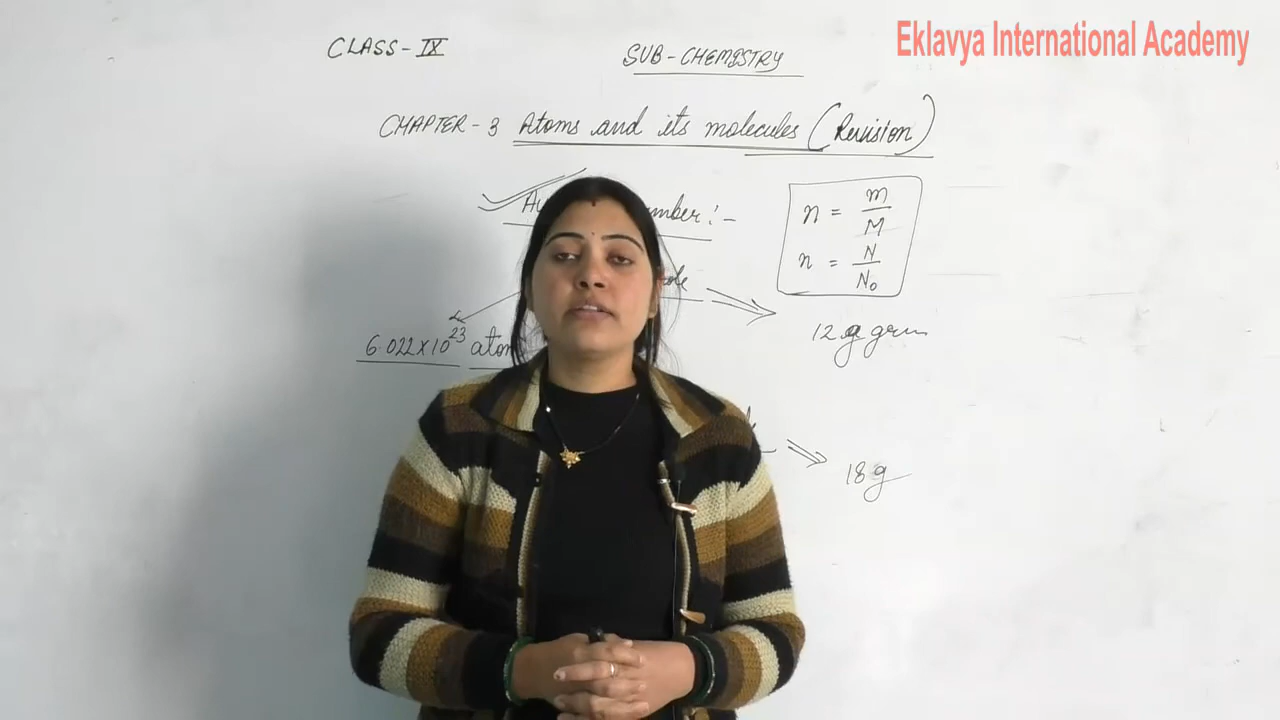 Eklavya International Academy
CLASS - IX
SUB - CHEMISTRY
CHAPTER - 3 Atoms and its molecules (Revision)
n = m/M
n = N/N₀
6.022 × 10²³
12 g
18 g